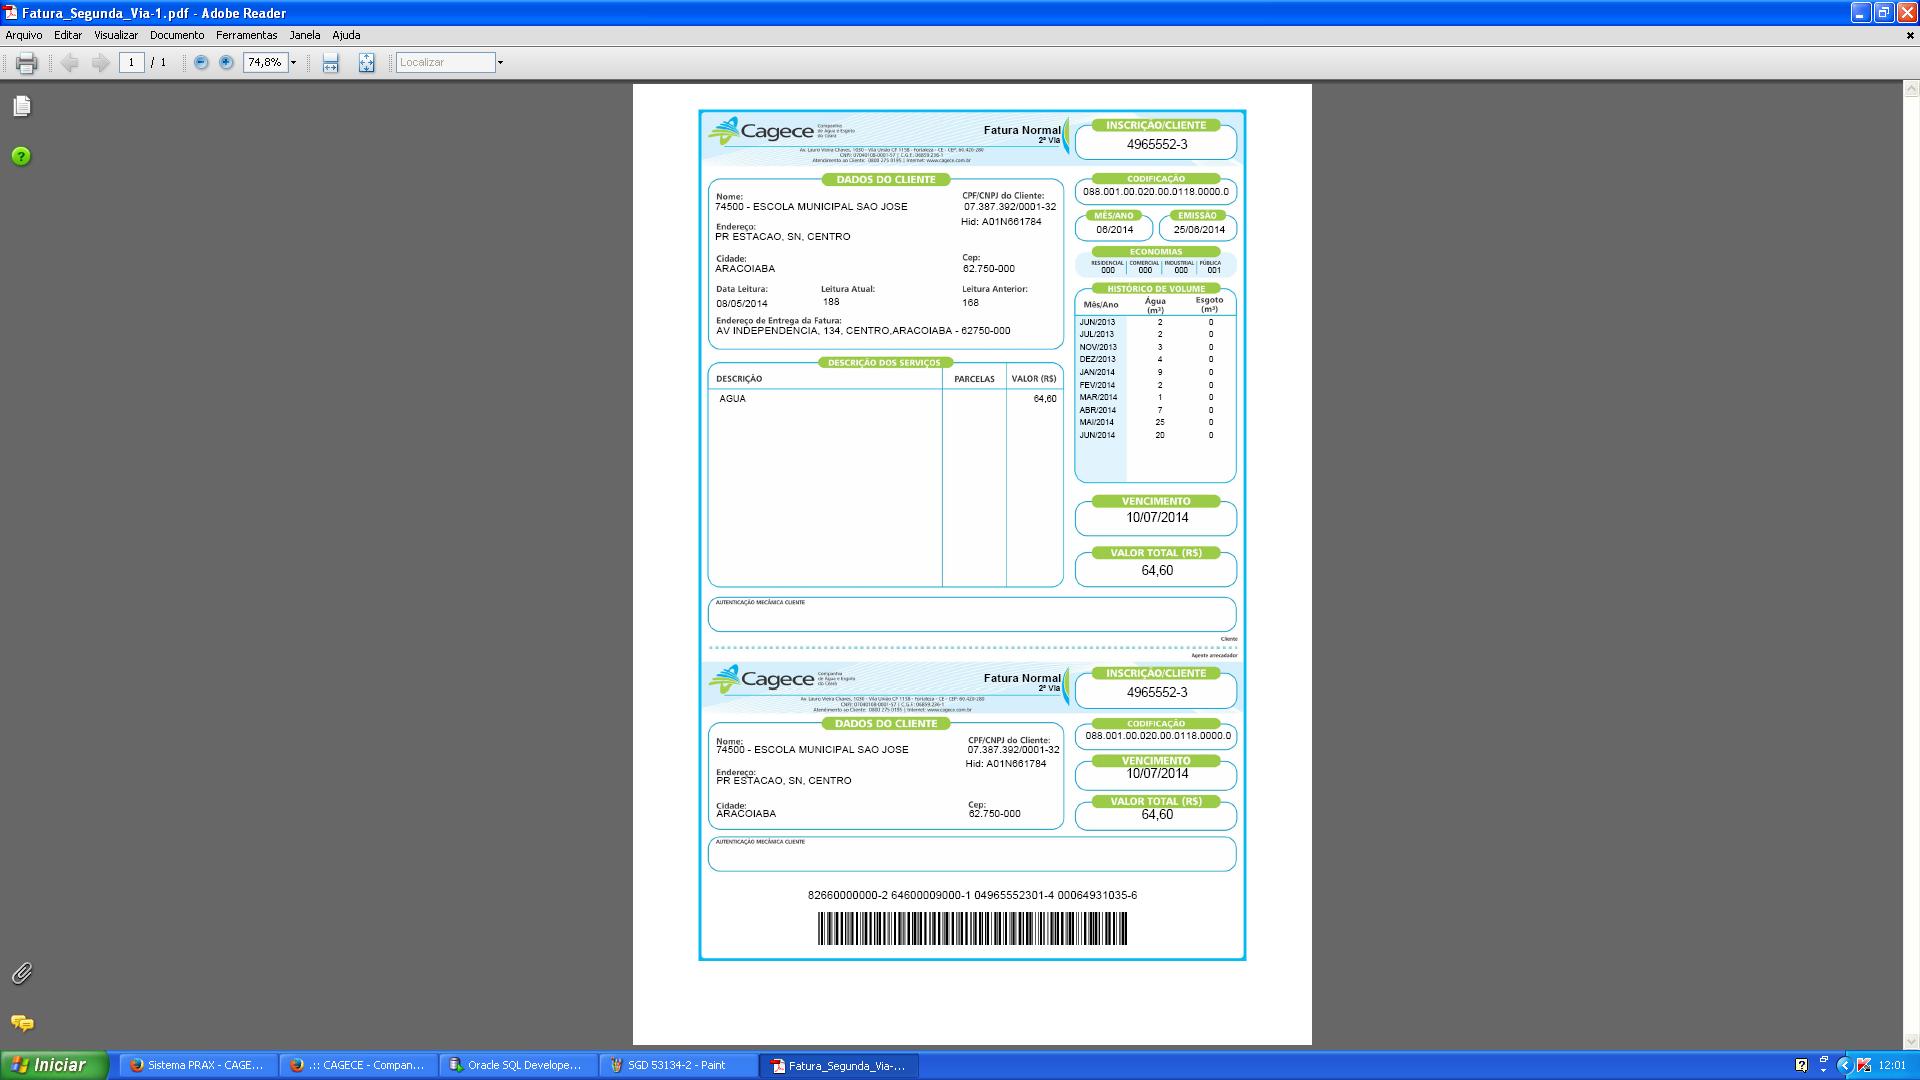 Fatura_Segunda_Via-1.pdf - Adobe Reader
Arquivo Editar Visualizar Documento Ferramentas Janela Ajuda
1 / 1 74,8% Localizar
Cagece Companhia de Água e Esgoto do Ceará
Fatura Normal
2ª Via
Av. Lauro Vieira Chaves, 1030 - Vila União CP 1158 - Fortaleza - CE - CEP: 60.420-280
CNPJ: 07040108-0001-57 | C.G.F.: 06859.236-1
Atendimento ao Cliente: 0800 275 0195 | Internet: www.cagece.com.br
INSCRIÇÃO/CLIENTE
4965552-3
DADOS DO CLIENTE
Nome:
74500 - ESCOLA MUNICIPAL SAO JOSE
CPF/CNPJ do Cliente:
07.387.392/0001-32
Hid: A01N661784
Endereço:
PR ESTACAO, SN, CENTRO
Cidade:
ARACOIABA
Cep:
62.750-000
Data Leitura: Leitura Atual: Leitura Anterior:
08/05/2014 188 168
Endereço de Entrega da Fatura:
AV INDEPENDENCIA, 134, CENTRO,ARACOIABA - 62750-000
CODIFICAÇÃO
088.001.00.020.00.0118.0000.0
MÊS/ANO EMISSÃO
06/2014 25/06/2014
ECONOMIAS
RESIDENCIAL | COMERCIAL | INDUSTRIAL | PÚBLICA
000 000 000 001
HISTÓRICO DE VOLUME
Mês/Ano Água (m³) Esgoto (m³)
JUN/2013 2 0
JUL/2013 2 0
NOV/2013 3 0
DEZ/2013 4 0
JAN/2014 9 0
FEV/2014 2 0
MAR/2014 1 0
ABR/2014 7 0
MAI/2014 25 0
JUN/2014 20 0
DESCRIÇÃO DOS SERVIÇOS
DESCRIÇÃO PARCELAS VALOR (R$)
AGUA 64,60
VENCIMENTO
10/07/2014
VALOR TOTAL (R$)
64,60
AUTENTICAÇÃO MECÂNICA CLIENTE
Cliente
Agente arrecadador
Cagece Companhia de Água e Esgoto do Ceará
Fatura Normal
2ª Via
Av. Lauro Vieira Chaves, 1030 - Vila União CP 1158 - Fortaleza - CE - CEP: 60.420-280
CNPJ: 07040108-0001-57 | C.G.F.: 06859.236-1
Atendimento ao Cliente: 0800 275 0195 | Internet: www.cagece.com.br
INSCRIÇÃO/CLIENTE
4965552-3
DADOS DO CLIENTE
Nome:
74500 - ESCOLA MUNICIPAL SAO JOSE
CPF/CNPJ do Cliente:
07.387.392/0001-32
Hid: A01N661784
Endereço:
PR ESTACAO, SN, CENTRO
Cidade:
ARACOIABA
Cep:
62.750-000
CODIFICAÇÃO
088.001.00.020.00.0118.0000.0
VENCIMENTO
10/07/2014
VALOR TOTAL (R$)
64,60
AUTENTICAÇÃO MECÂNICA CLIENTE
82660000000-2 64600009000-1 04965552301-4 00064931035-6
Iniciar Sistema PRAX - CAGE... .:: CAGECE - Compan... Oracle SQL Develope... SGD 53134-2 - Paint Fatura_Segunda_Via-... 12:01